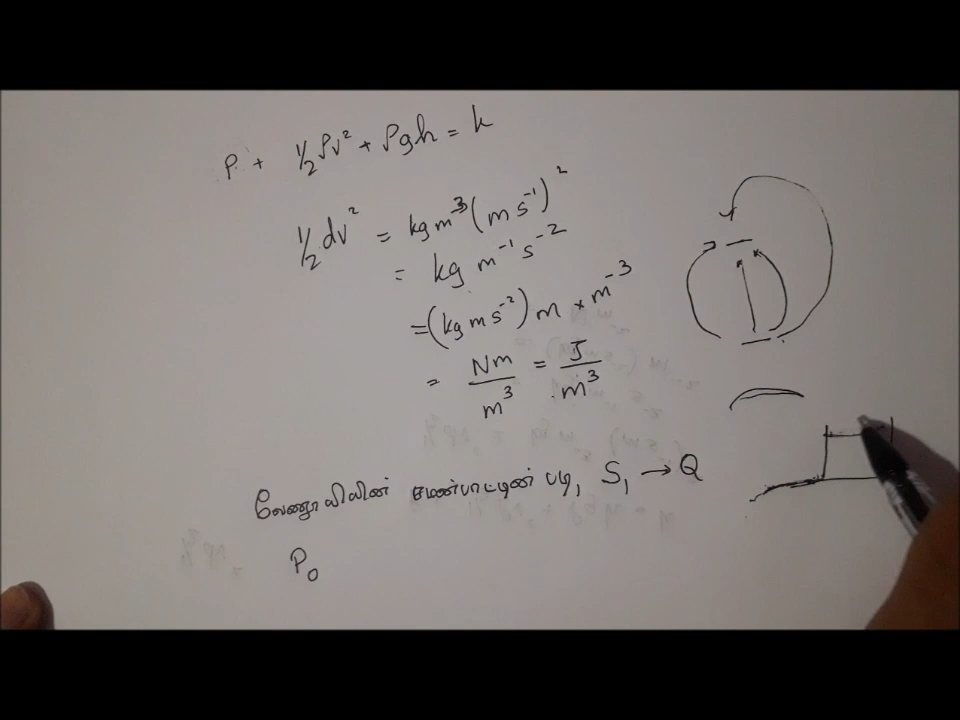 P + ½ρv² + ρgh = k
½dv² = kg m⁻³ (m s⁻¹)²
= kg m⁻¹ s⁻²
= (kg m s⁻²) m × m⁻³
= Nm/m³ = J/m³
பேணூயிலின் சமன்பாட்டின் படி, S₁ → Q
P₀